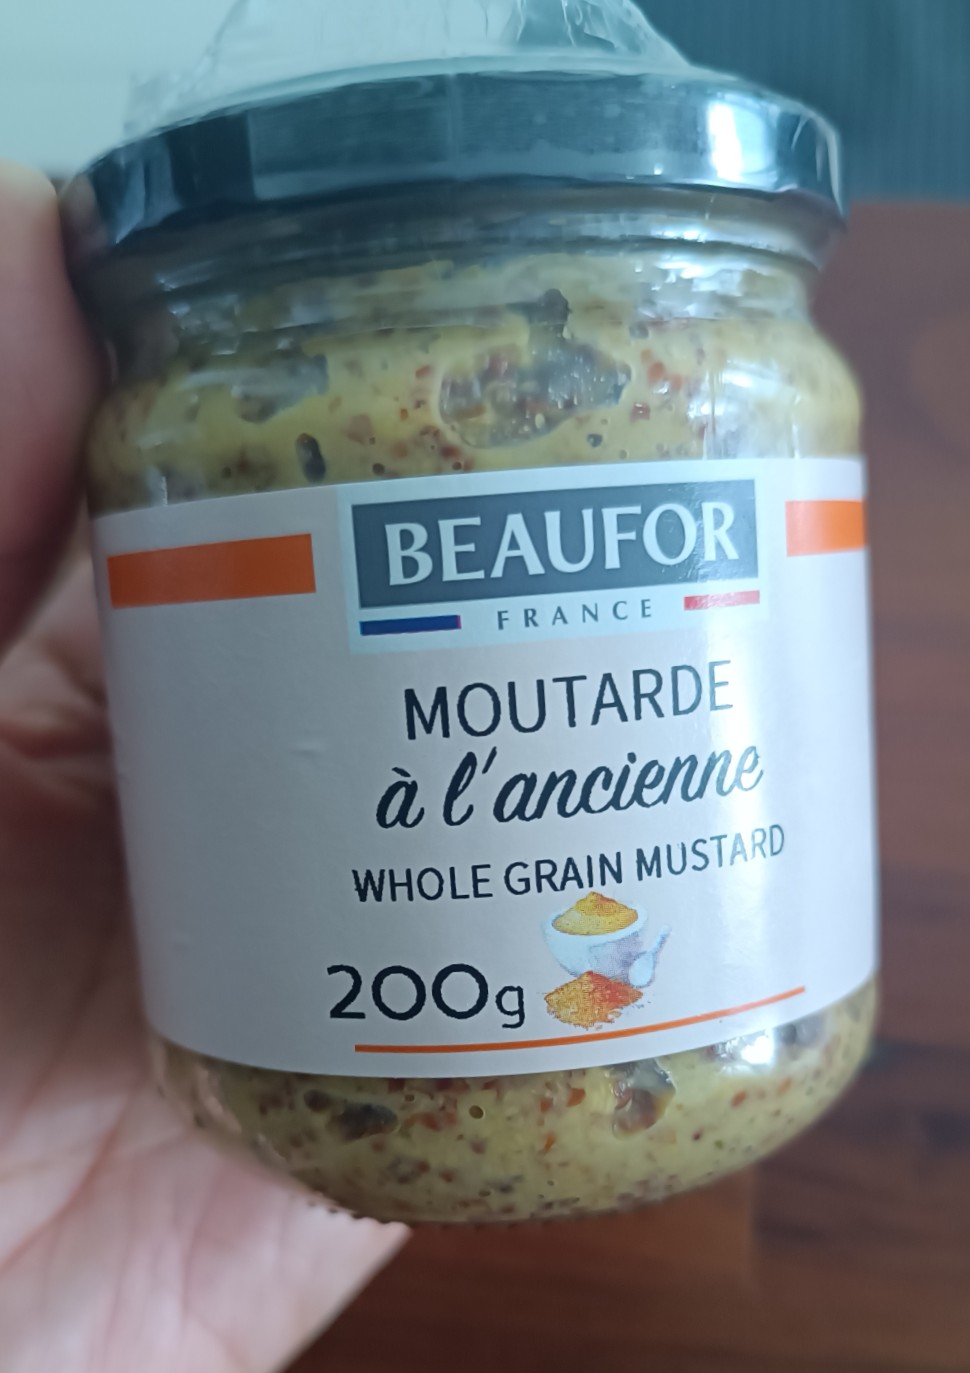 BEAUFOR
FRANCE
MOUTARDE
à l'ancienne
WHOLE GRAIN MUSTARD
200g